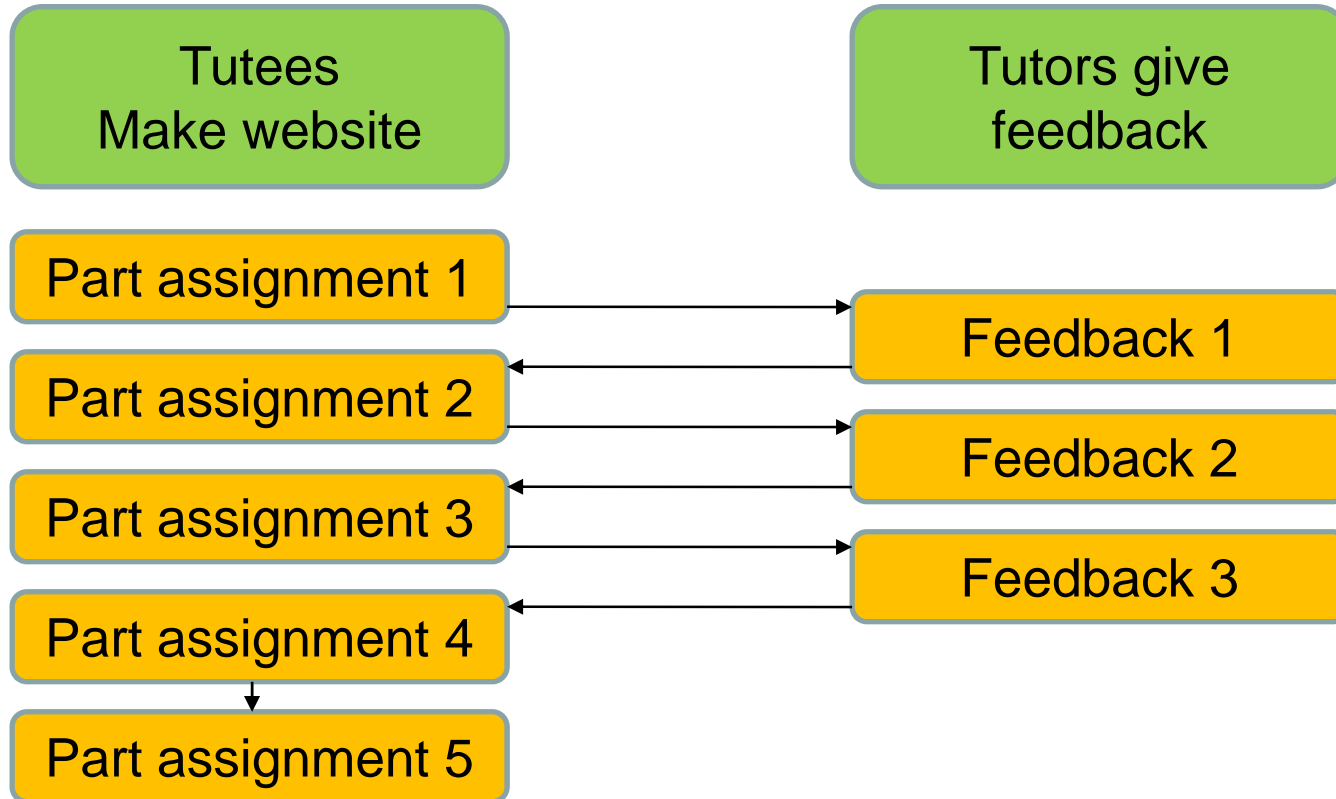 Tutees
Make website
Tutors give
feedback
Part assignment 1
Feedback 1
Part assignment 2
Feedback 2
Part assignment 3
Feedback 3
Part assignment 4
Part assignment 5